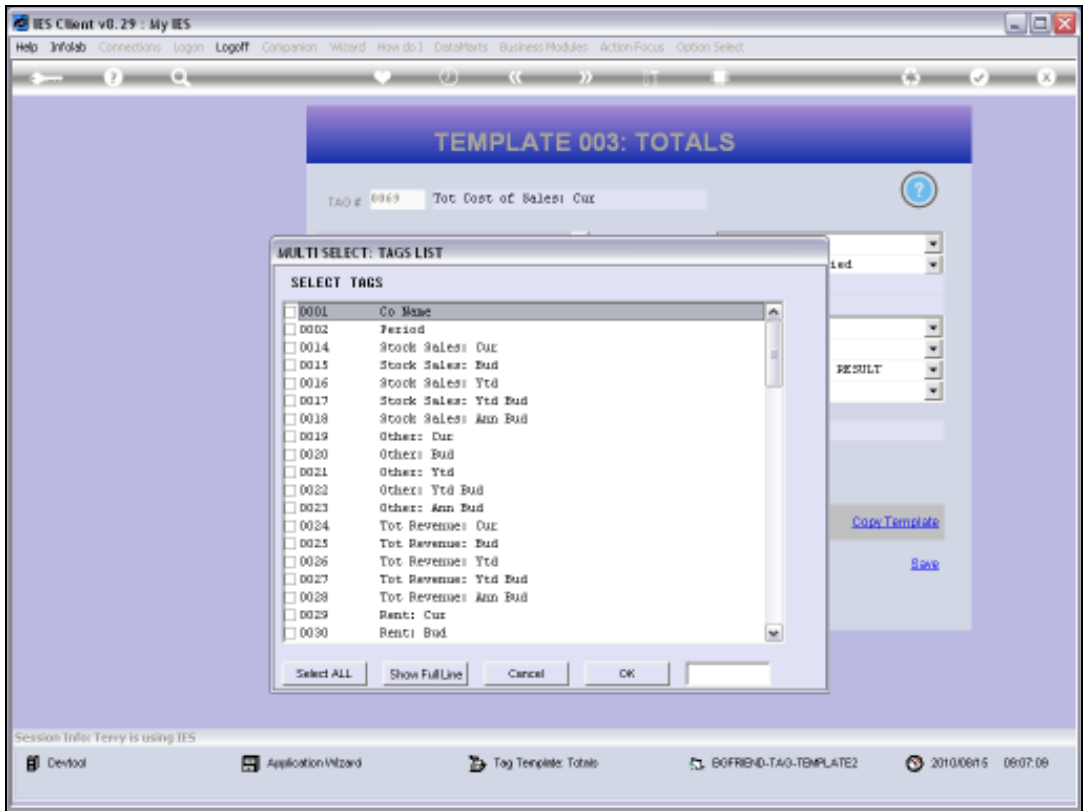 IES Client v8.29 : My IES
Help Infolab Connections Logon Logoff Companion Wizard How do I DataMarts Business Modules Action Focus Option Select
TEMPLATE 003: TOTALS
TAG # 0069 Tot Cost of Sales: Cur
MULTI SELECT: TAGS LIST
SELECT TAGS
0001 Co Name
0002 Period
0014 Stock Sales: Cur
0015 Stock Sales: Bud
0016 Stock Sales: Ytd
0017 Stock Sales: Ytd Bud
0018 Stock Sales: Ann Bud
0019 Other: Cur
0020 Other: Bud
0021 Other: Ytd
0022 Other: Ytd Bud
0023 Other: Ann Bud
0024 Tot Revenue: Cur
0025 Tot Revenue: Bud
0026 Tot Revenue: Ytd
0027 Tot Revenue: Ytd Bud
0028 Tot Revenue: Ann Bud
0029 Rent: Cur
0030 Rent: Bud
Select ALL Show Full Line Cancel OK
RESULT
Copy Template
Save
Session Info: Terry is using IES
Devtool Application Wizard Tag Template: Totals BGFRIEND-TAG-TEMPLATE2 2010/08/16 09:07:09